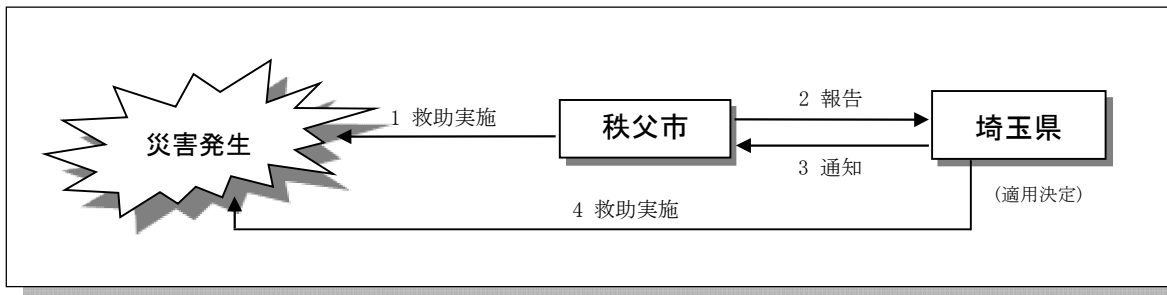 災害発生
1 救助実施
秩父市
2 報告
3 通知
埼玉県
(適用決定)
4 救助実施